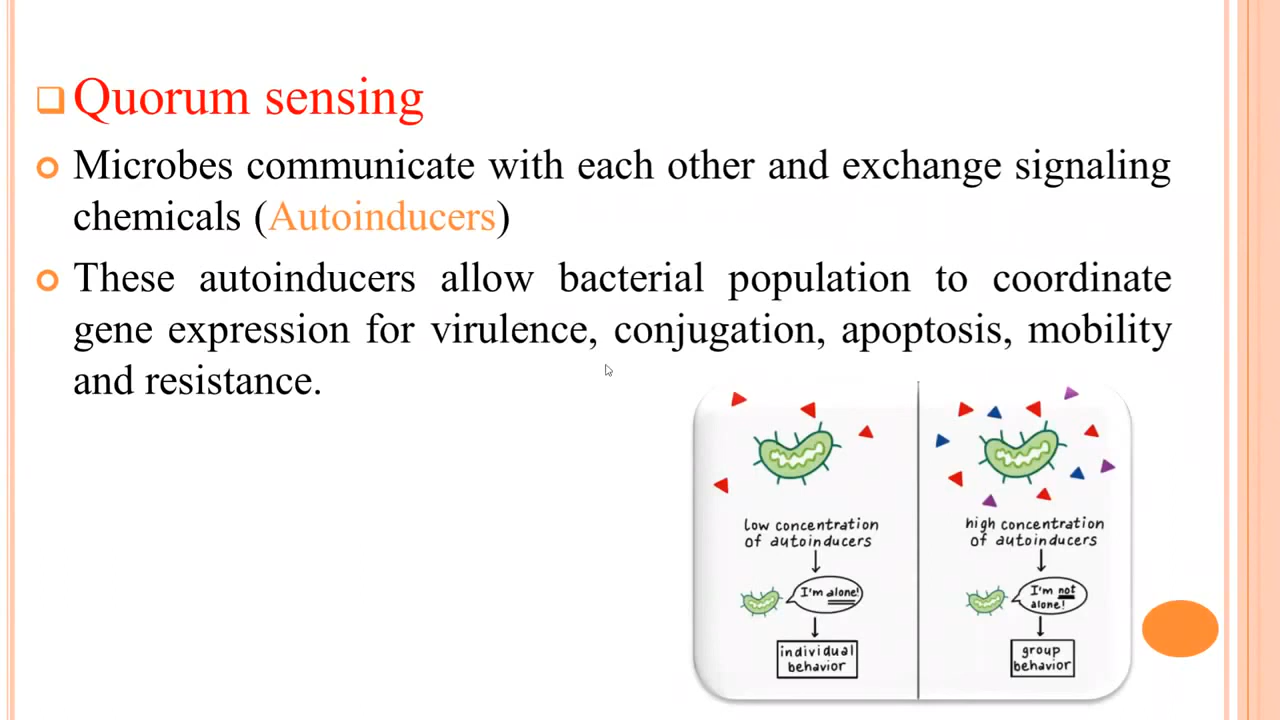 Quorum sensing
Microbes communicate with each other and exchange signaling
chemicals (Autoinducers)
These autoinducers allow bacterial population to coordinate
gene expression for virulence, conjugation, apoptosis, mobility
and resistance.
low concentration
of autoinducers
I'm alone!
individual
behavior
high concentration
of autoinducers
I'm not
alone!
group
behavior